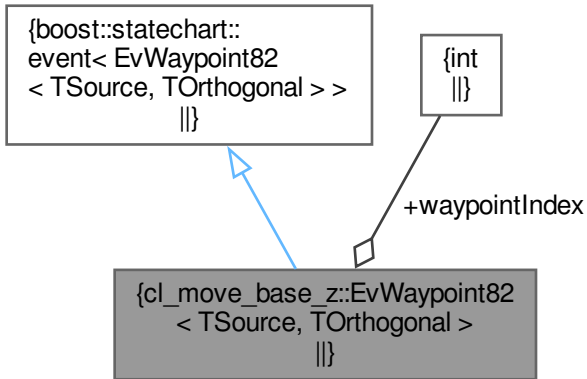 {boost::statechart::
event< EvWaypoint82
< TSource, TOrthogonal > >
||}
{int
||}
+waypointIndex
{cl_move_base_z::EvWaypoint82
< TSource, TOrthogonal >
||}